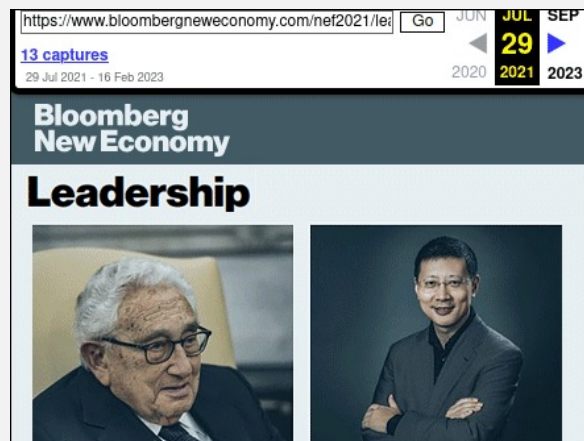 https://www.bloombergneweconomy.com/nef2021/lea
Go
JUN JUL SEP
13 captures
29
29 Jul 2021 - 16 Feb 2023
2020 2021 2023
Bloomberg
New Economy
Leadership